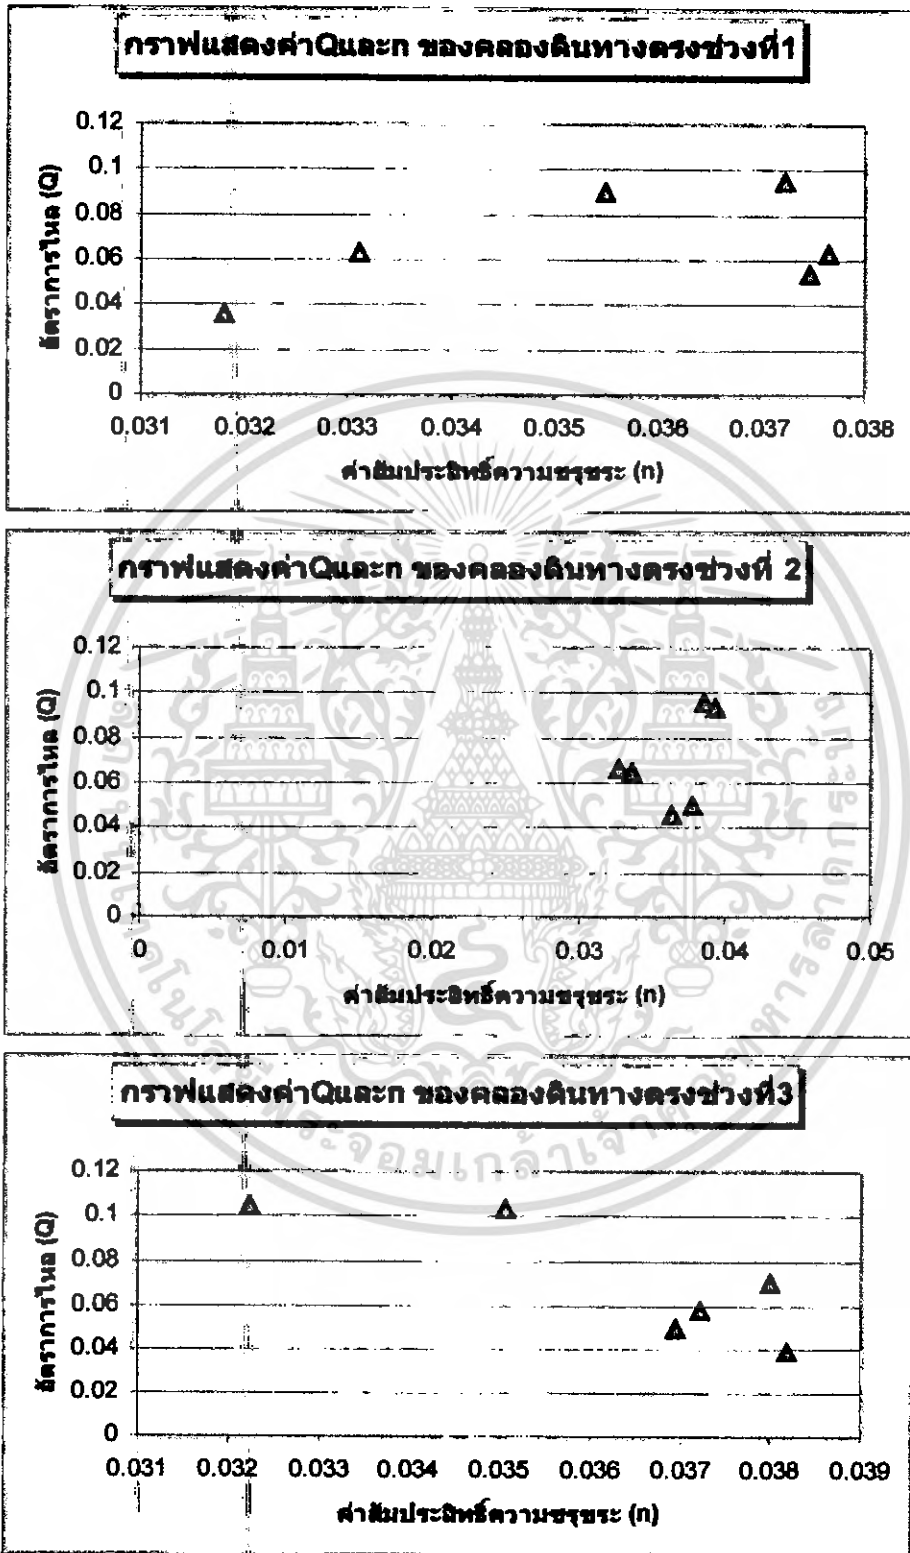 กราฟแสดงค่าQและn ของคลองดินทางตรงช่วงที่1
อัตราการไหล (Q)
0.12
0.1
0.08
0.06
0.04
0.02
0
0.031 0.032 0.033 0.034 0.035 0.036 0.037 0.038
ค่าสัมประสิทธิ์ความขรุขระ (n)
กราฟแสดงค่าQและn ของคลองดินทางตรงช่วงที่ 2
อัตราการไหล (Q)
0.12
0.1
0.08
0.06
0.04
0.02
0
0 0.01 0.02 0.03 0.04 0.05
ค่าสัมประสิทธิ์ความขรุขระ (n)
กราฟแสดงค่าQและn ของคลองดินทางตรงช่วงที่3
อัตราการไหล (Q)
0.12
0.1
0.08
0.06
0.04
0.02
0
0.031 0.032 0.033 0.034 0.035 0.036 0.037 0.038 0.039
ค่าสัมประสิทธิ์ความขรุขระ (n)
พระจอมเกล้าเจ้า